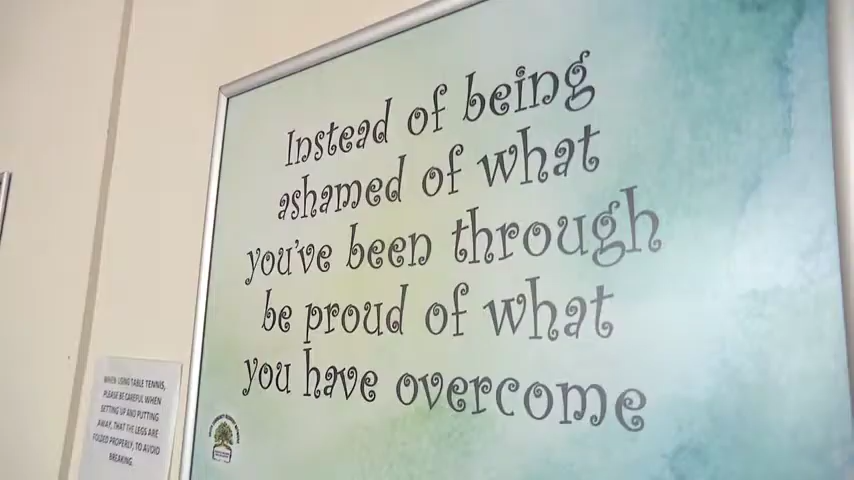 Instead of being
ashamed of what
you've been through
be proud of what
you have overcome
WHEN USING TABLE TENNIS,
PLEASE BE CAREFUL WHEN
SETTING UP AND PUTTING
AWAY, THAT THE LEGS ARE
FOLDED PROPERLY, TO AVOID
BREAKING.